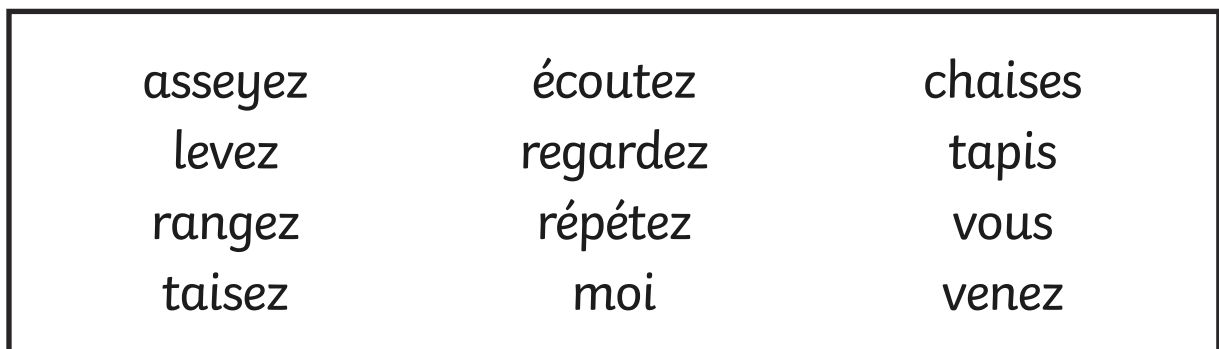 asseyez écoutez chaises
levez regardez tapis
rangez répétez vous
taisez moi venez